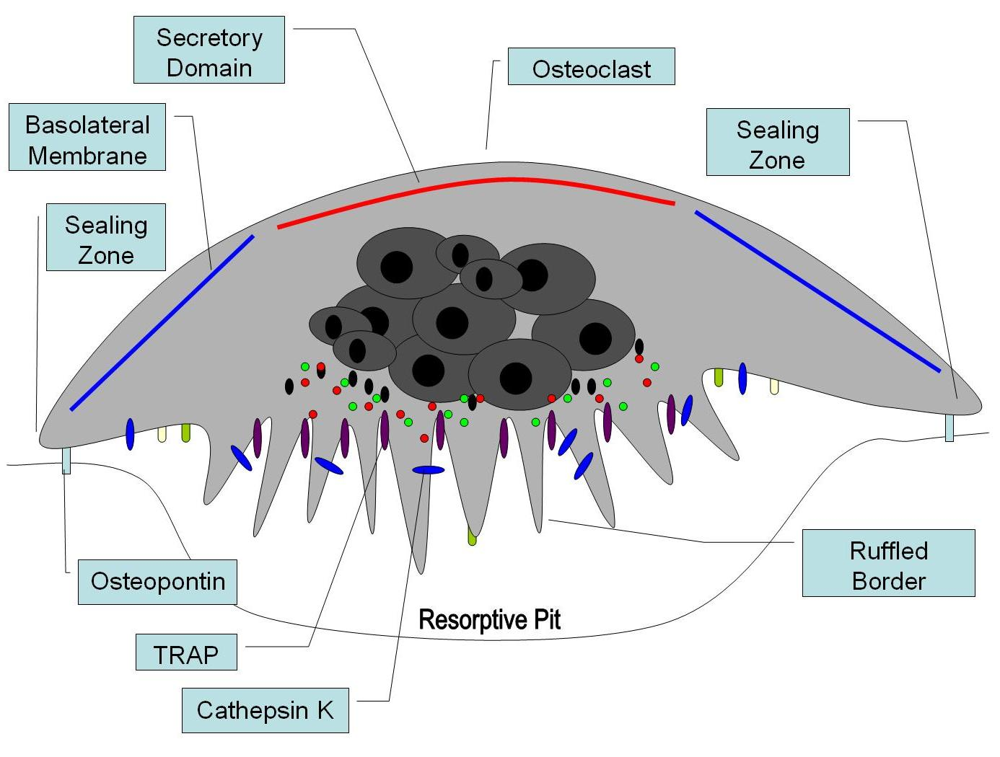 Secretory
Domain
Osteoclast
Basolateral
Membrane
Sealing
Zone
Sealing
Zone
Ruffled
Border
Osteopontin
Resorptive Pit
TRAP
Cathepsin K